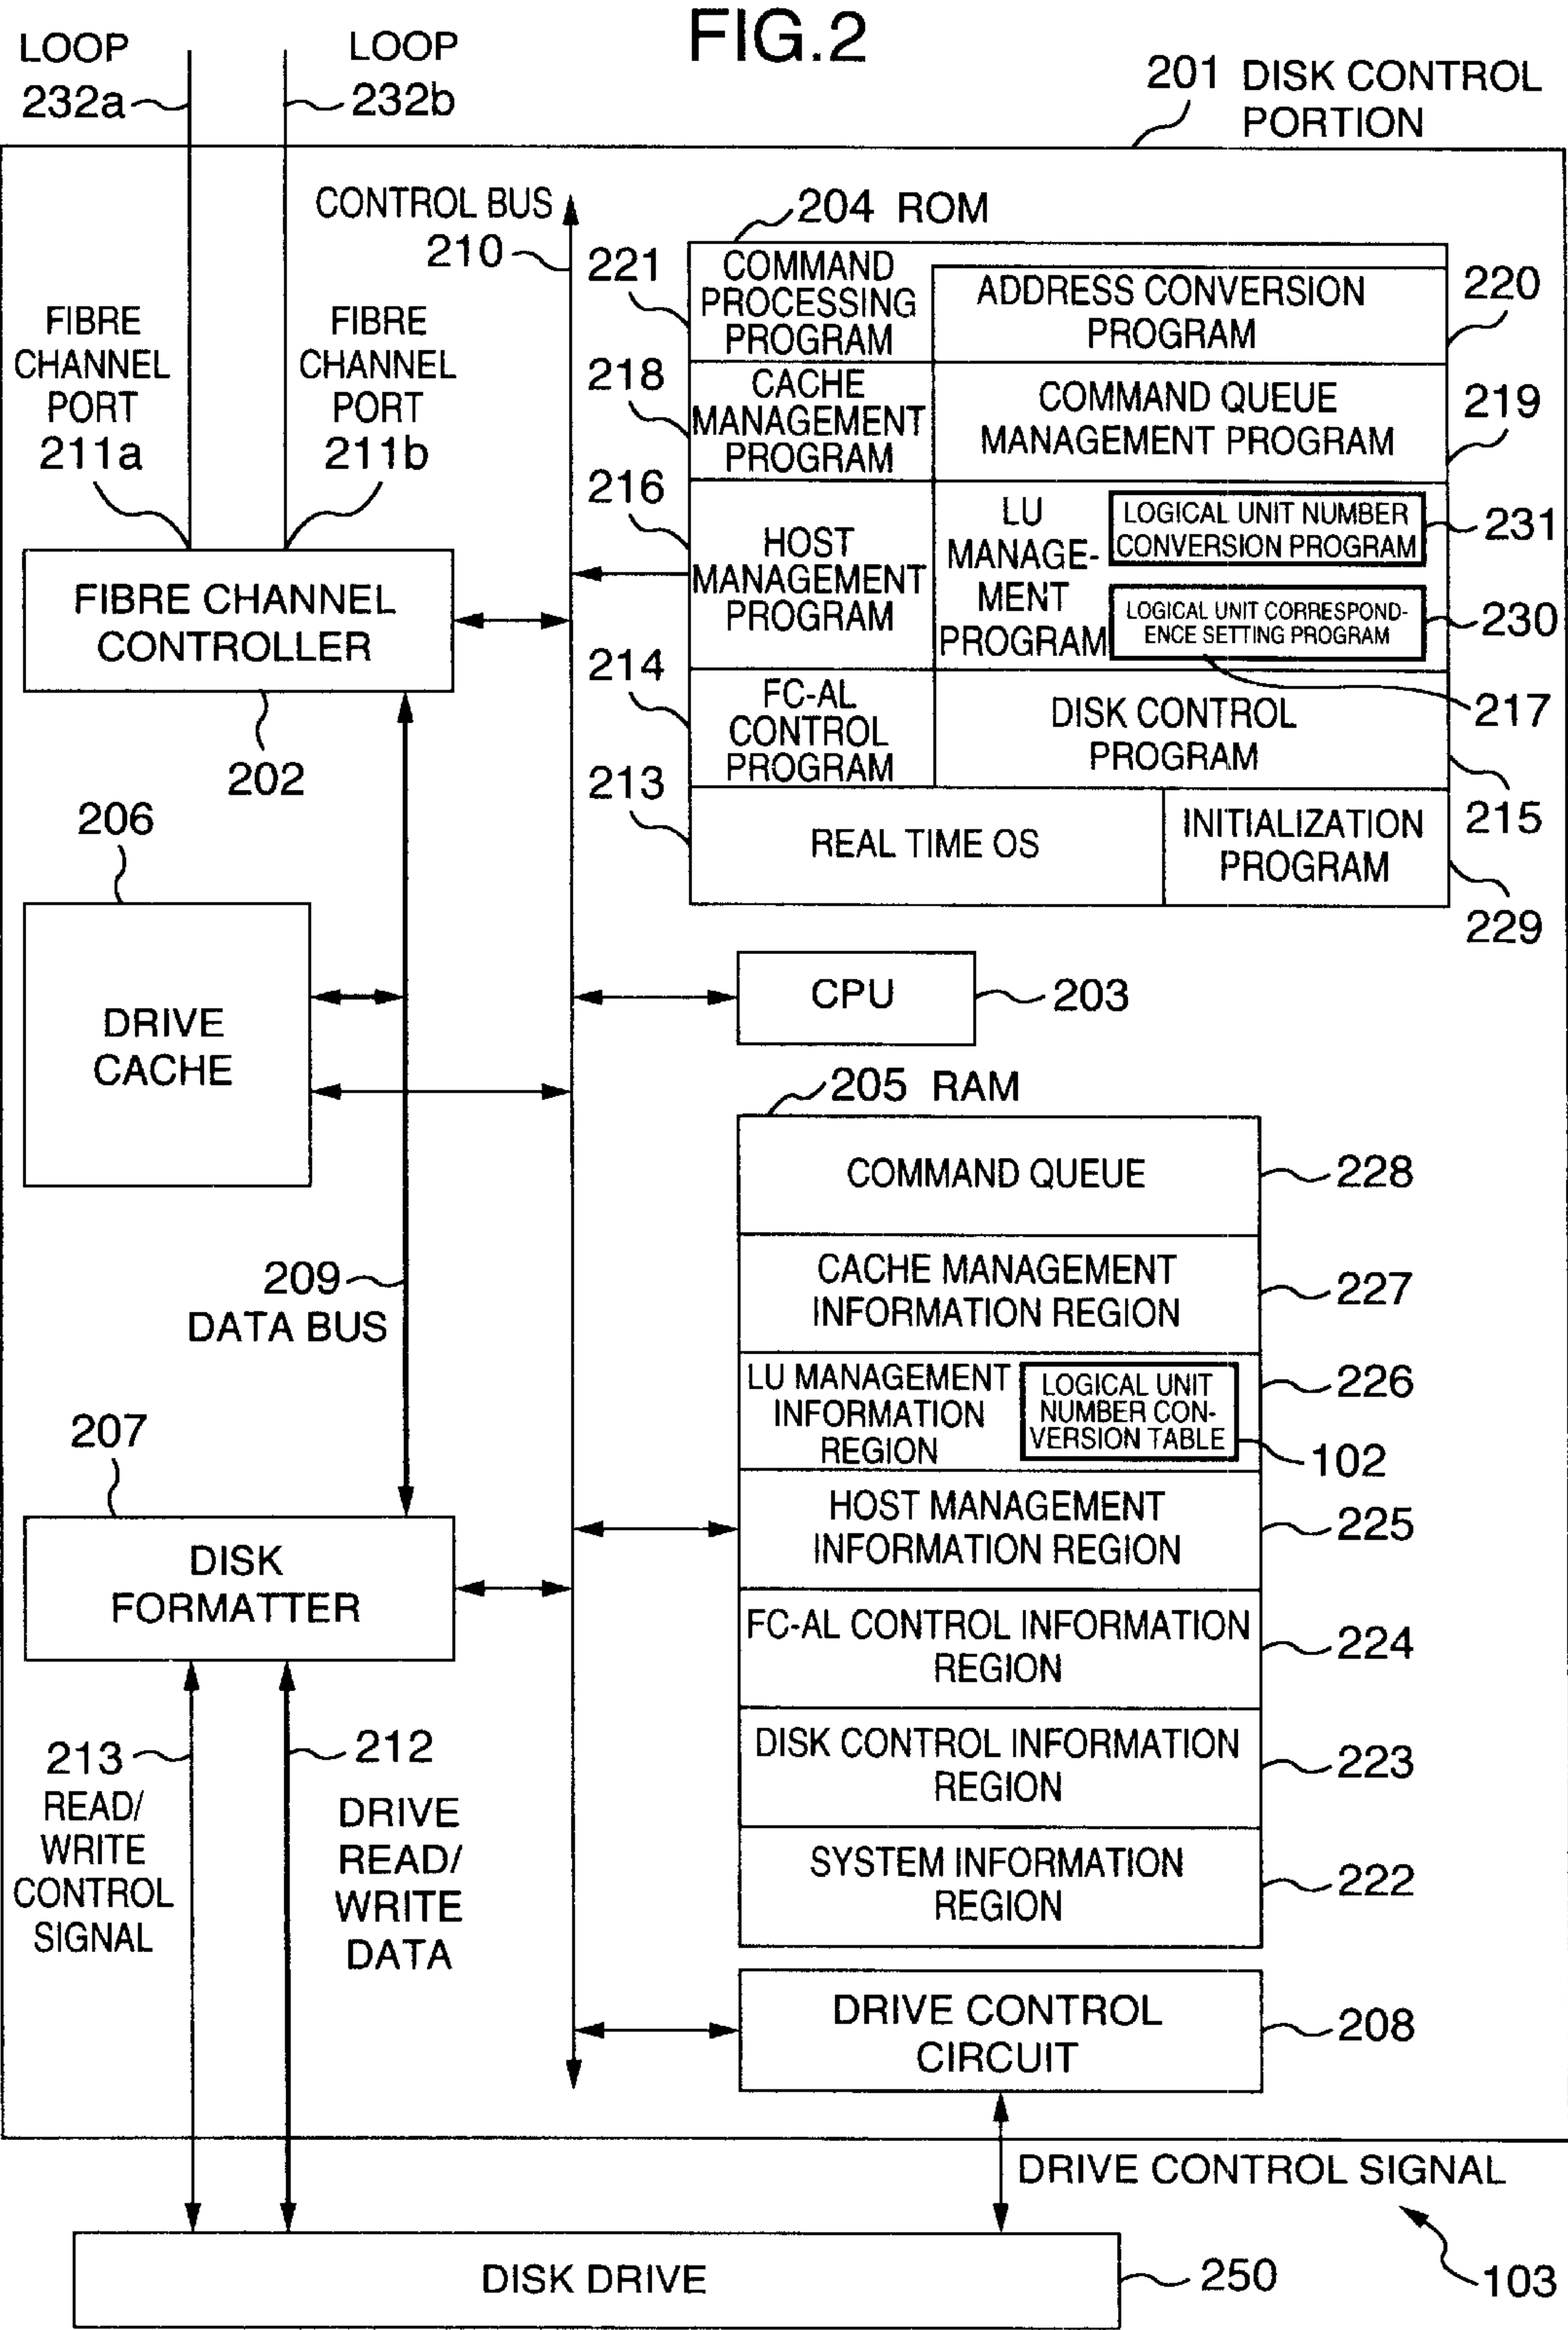 FIG.2
LOOP
232a
LOOP
232b
201 DISK CONTROL
PORTION
CONTROL BUS
210
FIBRE
CHANNEL
PORT
211a
FIBRE
CHANNEL
PORT
211b
FIBRE CHANNEL
CONTROLLER
202
204 ROM
221
COMMAND
PROCESSING
PROGRAM
ADDRESS CONVERSION
PROGRAM
220
218
CACHE
MANAGEMENT
PROGRAM
COMMAND QUEUE
MANAGEMENT PROGRAM
219
216
HOST
MANAGEMENT
PROGRAM
LU
MANAGE-
MENT
PROGRAM
LOGICAL UNIT NUMBER
CONVERSION PROGRAM
231
LOGICAL UNIT CORRESPOND-
ENCE SETTING PROGRAM
230
217
214
FC-AL
CONTROL
PROGRAM
DISK CONTROL
PROGRAM
215
213
REAL TIME OS
INITIALIZATION
PROGRAM
229
206
DRIVE
CACHE
CPU
203
205 RAM
COMMAND QUEUE
228
CACHE MANAGEMENT
INFORMATION REGION
227
209
DATA BUS
LU MANAGEMENT
INFORMATION
REGION
LOGICAL UNIT
NUMBER CON-
VERSION TABLE
226
102
207
DISK
FORMATTER
HOST MANAGEMENT
INFORMATION REGION
225
FC-AL CONTROL INFORMATION
REGION
224
DISK CONTROL INFORMATION
REGION
223
SYSTEM INFORMATION
REGION
222
213
READ/
WRITE
CONTROL
SIGNAL
212
DRIVE
READ/
WRITE
DATA
DRIVE CONTROL
CIRCUIT
208
DRIVE CONTROL SIGNAL
DISK DRIVE
250
103